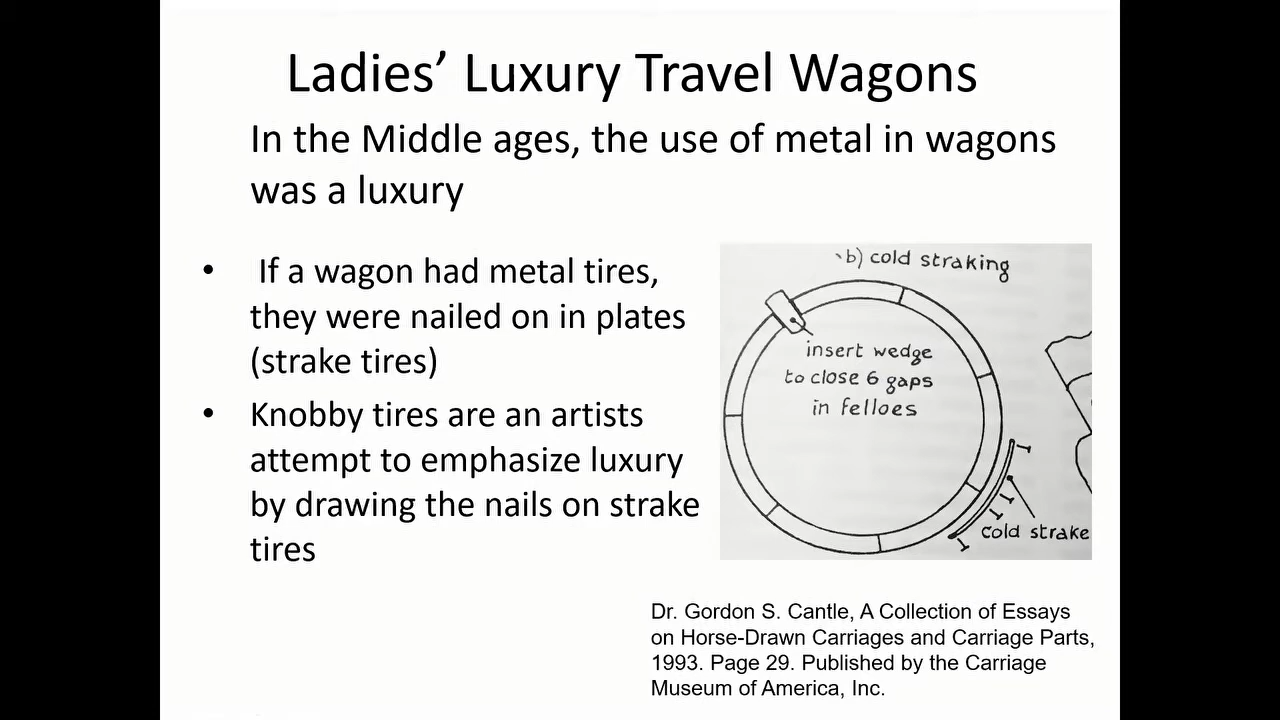 Ladies’ Luxury Travel Wagons
In the Middle ages, the use of metal in wagons
was a luxury
• If a wagon had metal tires,
they were nailed on in plates
(strake tires)
• Knobby tires are an artists
attempt to emphasize luxury
by drawing the nails on strake
tires
b) cold straking
insert wedge
to close 6 gaps
in felloes
cold strake
Dr. Gordon S. Cantle, A Collection of Essays
on Horse-Drawn Carriages and Carriage Parts,
1993. Page 29. Published by the Carriage
Museum of America, Inc.